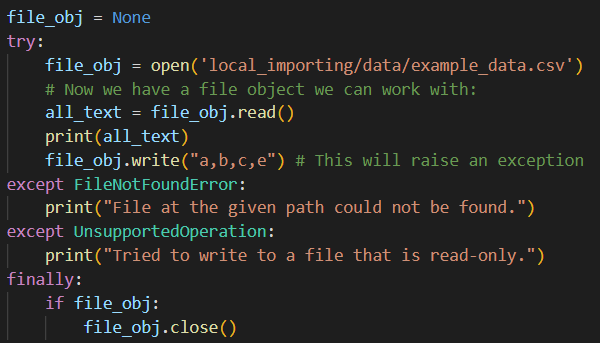 file_obj = None
try:
    file_obj = open('local_importing/data/example_data.csv')
    # Now we have a file object we can work with:
    all_text = file_obj.read()
    print(all_text)
    file_obj.write("a,b,c,e") # This will raise an exception
except FileNotFoundError:
    print("File at the given path could not be found.")
except UnsupportedOperation:
    print("Tried to write to a file that is read-only.")
finally:
    if file_obj:
        file_obj.close()